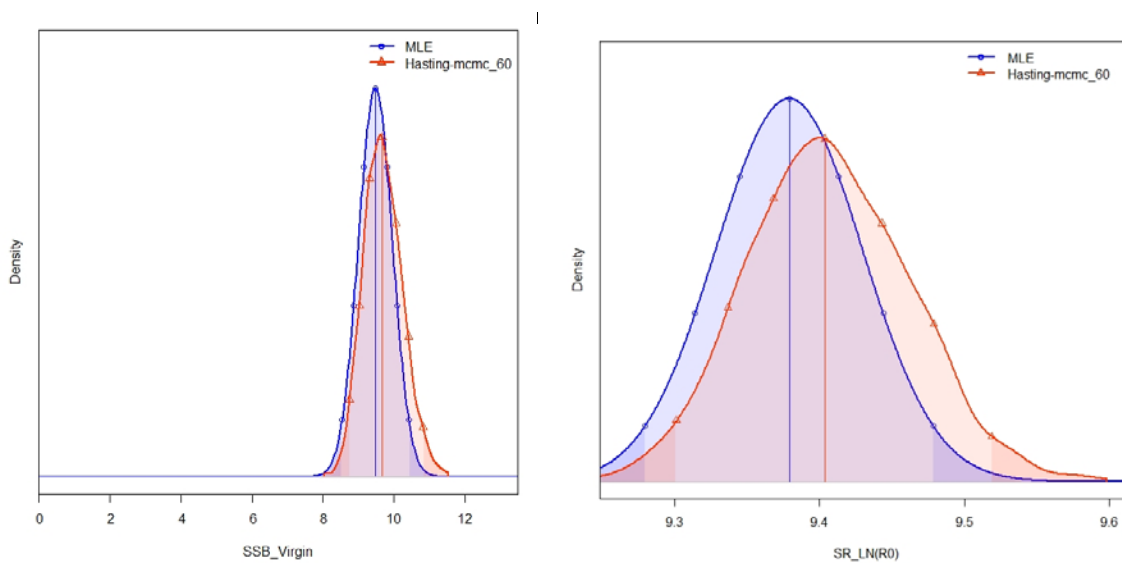 MLE
Hasting-mcmc_60
Density
0 2 4 6 8 10 12
SSB_Virgin
MLE
Hasting-mcmc_60
Density
9.3 9.4 9.5 9.6
SR_LN(R0)